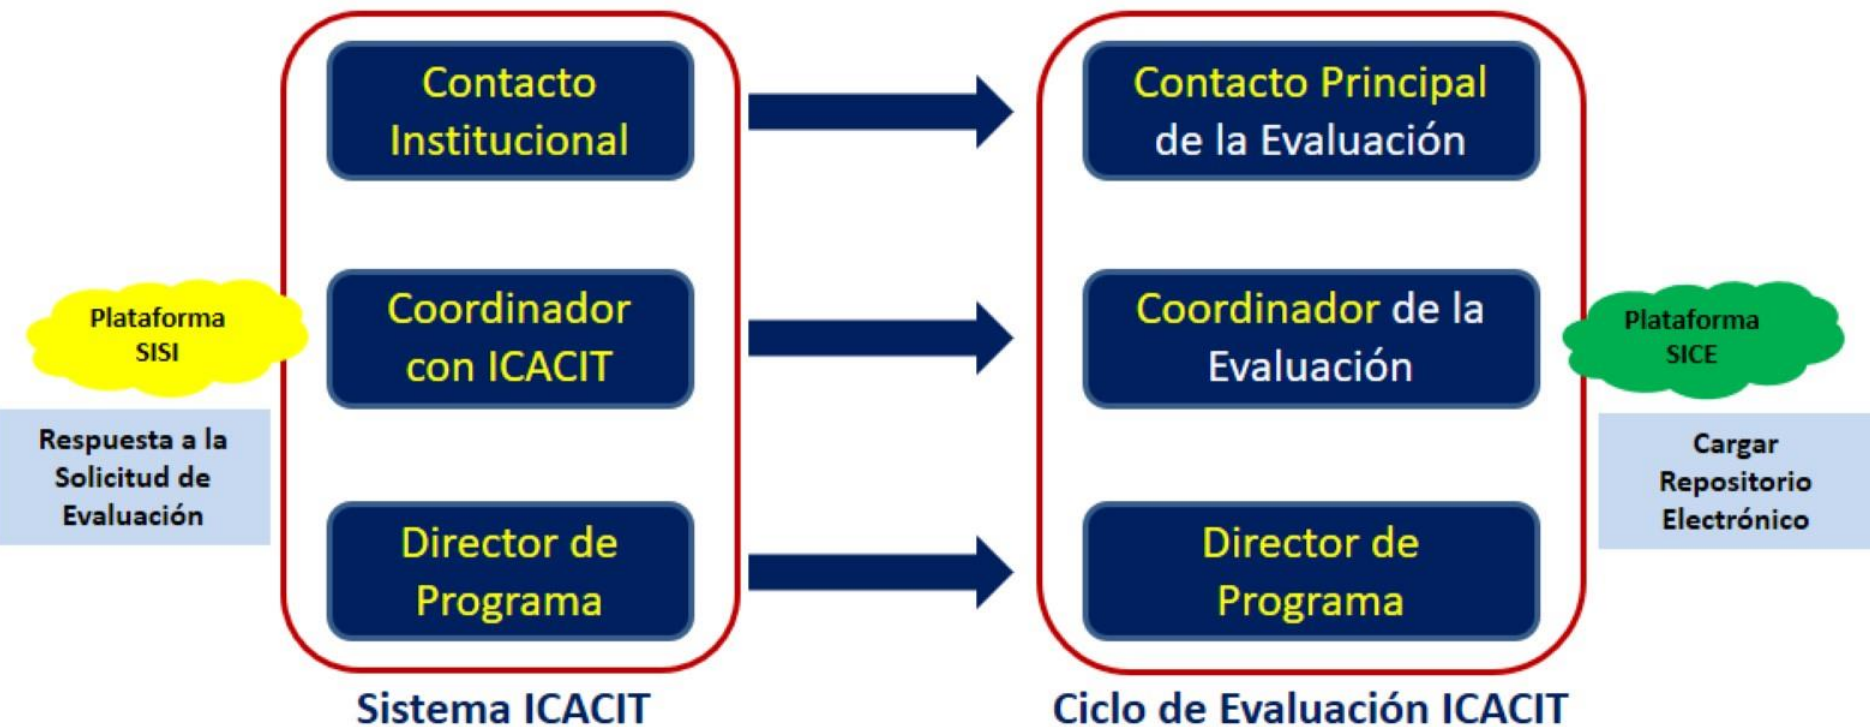 Contacto
Institucional
Contacto Principal
de la Evaluación
Plataforma
SISI
Coordinador
con ICACIT
Coordinador de la
Evaluación
Plataforma
SICE
Respuesta a la
Solicitud de
Evaluación
Cargar
Repositorio
Electrónico
Director de
Programa
Director de
Programa
Sistema ICACIT
Ciclo de Evaluación ICACIT